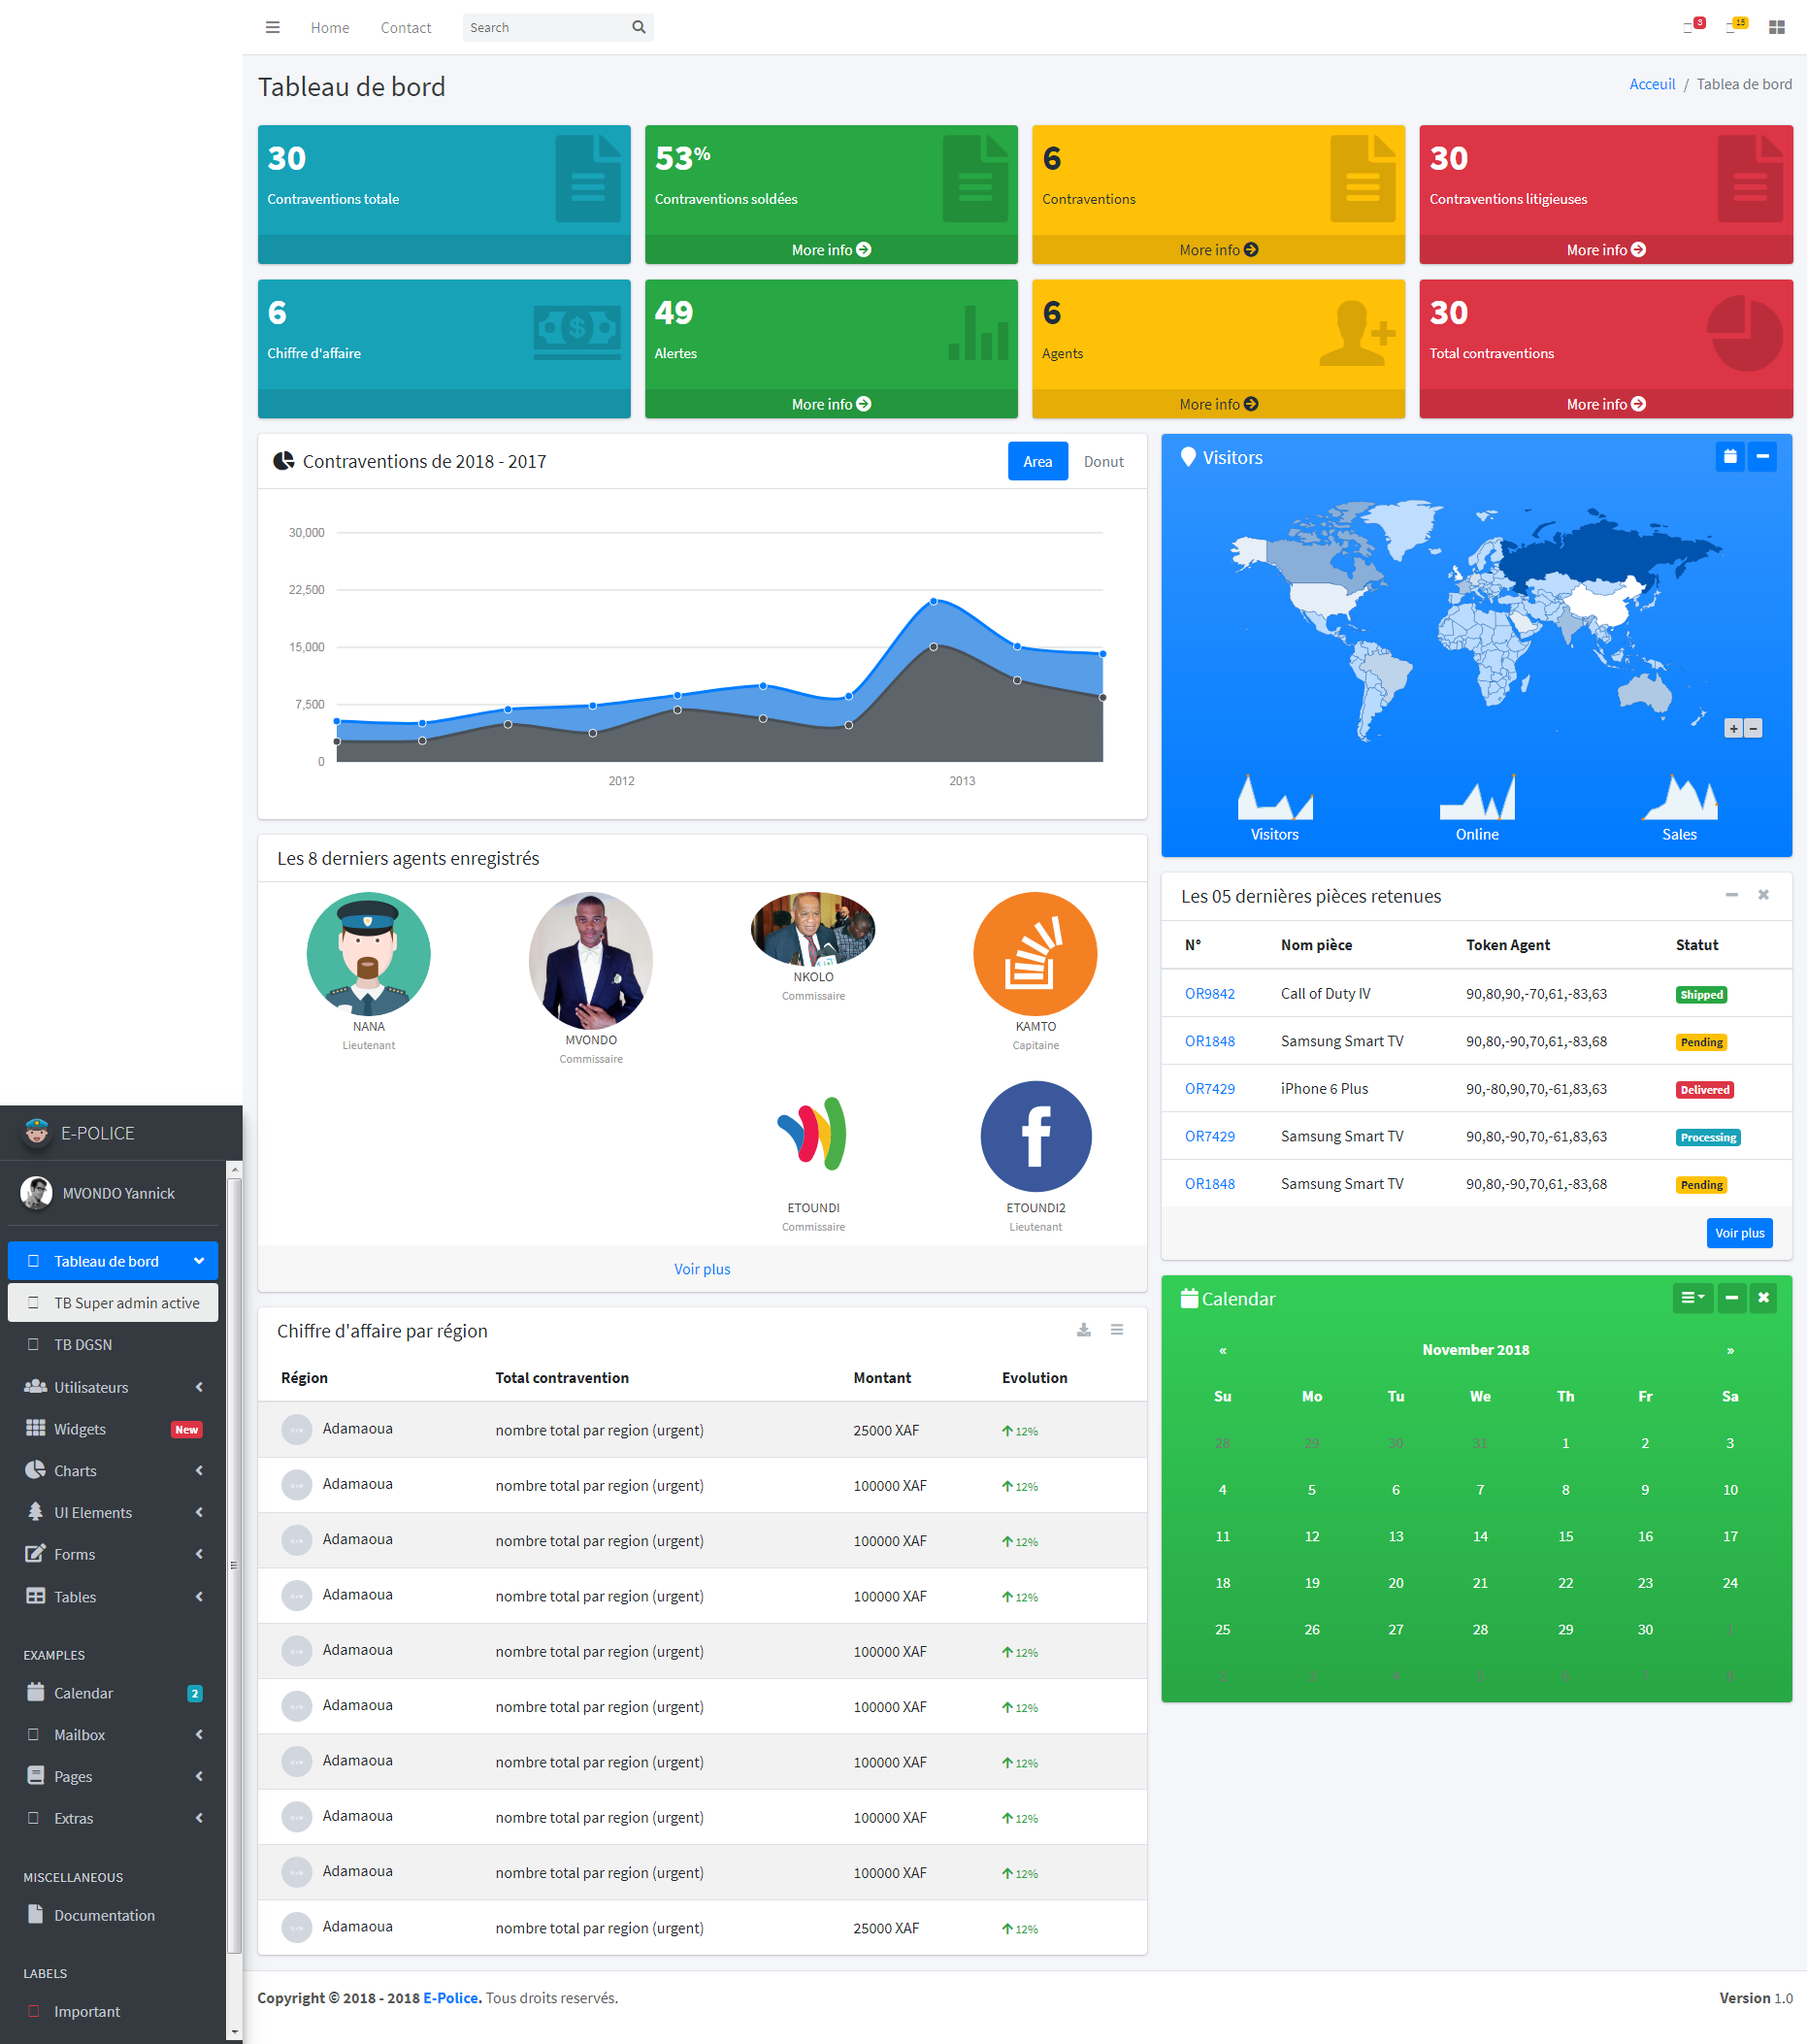 Home Contact Search 3 15
Tableau de bord
Acceuil / Tablea de bord
30
Contraventions totale
53%
Contraventions soldées
More info
6
Contraventions
More info
30
Contraventions litigieuses
More info
6
Chiffre d'affaire
49
Alertes
More info
6
Agents
More info
30
Total contraventions
More info
Contraventions de 2018 - 2017
Area Donut
30,000
22,500
15,000
7,500
0
2012 2013
Visitors
+ −
Visitors Online Sales
Les 8 derniers agents enregistrés
NANA
Lieutenant
MVONDO
Commissaire
NKOLO
Commissaire
KAMTO
Capitaine
ETOUNDI
Commissaire
ETOUNDI2
Lieutenant
Voir plus
Les 05 dernières pièces retenues
N° Nom pièce Token Agent Statut
OR9842 Call of Duty IV 90,80,90,-70,61,-83,63 Shipped
OR1848 Samsung Smart TV 90,80,-90,70,61,-83,68 Pending
OR7429 iPhone 6 Plus 90,-80,90,70,-61,83,63 Delivered
OR7429 Samsung Smart TV 90,80,-90,70,-61,83,63 Processing
OR1848 Samsung Smart TV 90,80,-90,70,61,-83,68 Pending
Voir plus
Calendar
« November 2018 »
Su Mo Tu We Th Fr Sa
28 29 30 31 1 2 3
4 5 6 7 8 9 10
11 12 13 14 15 16 17
18 19 20 21 22 23 24
25 26 27 28 29 30 1
2 3 4 5 6 7 8
Chiffre d'affaire par région
Région Total contravention Montant Evolution
Adamaoua nombre total par region (urgent) 25000 XAF 12%
Adamaoua nombre total par region (urgent) 100000 XAF 12%
Adamaoua nombre total par region (urgent) 100000 XAF 12%
Adamaoua nombre total par region (urgent) 100000 XAF 12%
Adamaoua nombre total par region (urgent) 100000 XAF 12%
Adamaoua nombre total par region (urgent) 100000 XAF 12%
Adamaoua nombre total par region (urgent) 100000 XAF 12%
Adamaoua nombre total par region (urgent) 100000 XAF 12%
Adamaoua nombre total par region (urgent) 100000 XAF 12%
Adamaoua nombre total par region (urgent) 25000 XAF 12%
E-POLICE
MVONDO Yannick
Tableau de bord
TB Super admin active
TB DGSN
Utilisateurs
Widgets New
Charts
UI Elements
Forms
Tables
EXAMPLES
Calendar 2
Mailbox
Pages
Extras
MISCELLANEOUS
Documentation
LABELS
Important
Copyright © 2018 - 2018 E-Police. Tous droits reservés.
Version 1.0